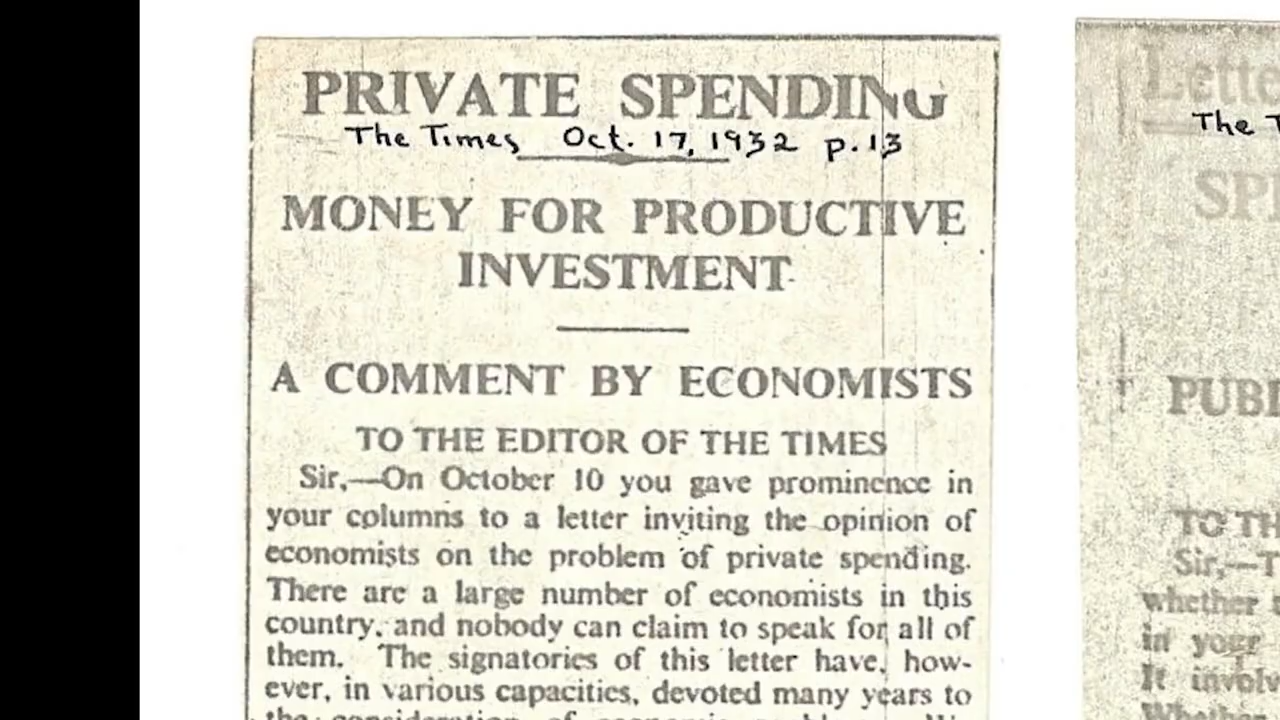 PRIVATE SPENDING
The Times Oct. 17, 1932 p.13
MONEY FOR PRODUCTIVE
INVESTMENT
A COMMENT BY ECONOMISTS
TO THE EDITOR OF THE TIMES
Sir,—On October 10 you gave prominence in
your columns to a letter inviting the opinion of
economists on the problem of private spending.
There are a large number of economists in this
country, and nobody can claim to speak for all of
them. The signatories of this letter have, how-
ever, in various capacities, devoted many years to
the consideration of economic
Lette
The T
SPE
PUBL
TO TH
Sir,—T
whether
in your
It involv
Whether